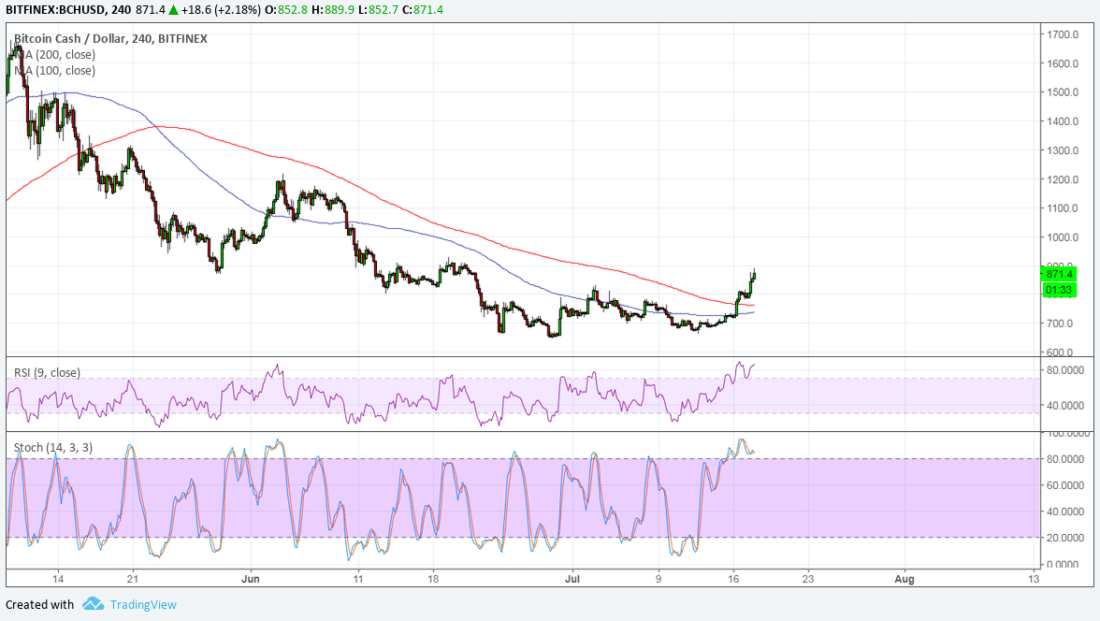 BITFINEX:BCHUSD, 240 871.4 ▲ +18.6 (+2.18%) O:852.8 H:889.9 L:852.7 C:871.4
Bitcoin Cash / Dollar, 240, BITFINEX
MA (200, close)
MA (100, close)
1700.0
1600.0
1500.0
1400.0
1300.0
1200.0
1100.0
1000.0
900.0
871.4
01:33
700.0
600.0
RSI (9, close)
80.0000
40.0000
Stoch (14, 3, 3)
100.0000
80.0000
60.0000
40.0000
20.0000
0.0000
14 21 Jun 11 18 Jul 9 16 23 Aug 13
Created with TradingView